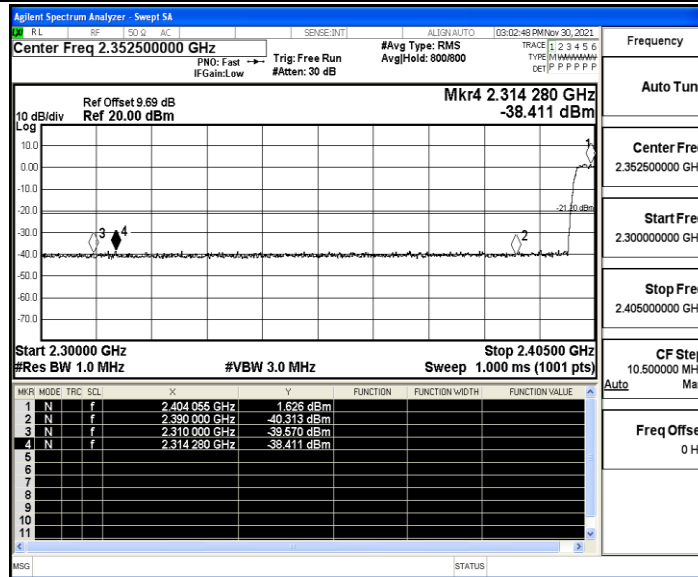 Agilent Spectrum Analyzer - Swept SA
RL RF 50 Ω AC SENSE:INT ALIGN AUTO 03:02:48 PM Nov 30, 2021
Center Freq 2.352500000 GHz #Avg Type: RMS TRACE 1 2 3 4 5 6
PNO: Fast Trig: Free Run Avg|Hold: 800/800 TYPE M WWWWW
IFGain:Low #Atten: 30 dB DET P P P P P P
Ref Offset 9.69 dB Mkr4 2.314 280 GHz
10 dB/div Ref 20.00 dBm -38.411 dBm
Log
10.0
0.00
-10.0
-20.0
-30.0
-40.0
-50.0
-60.0
-70.0
1
-21.20 dBm
3 4 2
Start 2.30000 GHz Stop 2.40500 GHz
#Res BW 1.0 MHz #VBW 3.0 MHz Sweep 1.000 ms (1001 pts)
MKR MODE TRC SCL X Y FUNCTION FUNCTION WIDTH FUNCTION VALUE
1 N f 2.404 055 GHz 1.626 dBm
2 N f 2.390 000 GHz -40.313 dBm
3 N f 2.310 000 GHz -39.570 dBm
4 N f 2.314 280 GHz -38.411 dBm
5
6
7
8
9
10
11
MSG STATUS
Frequency
Auto Tun
Center Fre
2.352500000 GH
Start Fre
2.300000000 GH
Stop Fre
2.405000000 GH
CF Step
10.500000 MH
Auto Ma
Freq Offse
0 H